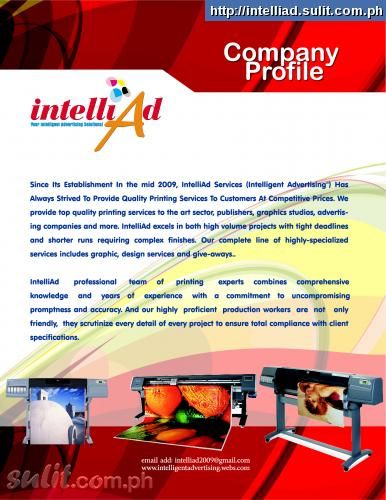 http://intelliad.sulit.com.ph
Company
Profile
intelliAd
Your intelligent advertising Solutions!
Since Its Establishment In the mid 2009, IntelliAd Services (Intelligent Advertising") Has
Always Strived To Provide Quality Printing Services To Customers At Competitive Prices. We
provide top quality printing services to the art sector, publishers, graphics studios, advertis-
ing companies and more. IntelliAd excels in both high volume projects with tight deadlines
and shorter runs requiring complex finishes. Our complete line of highly-specialized
services includes graphic, design services and give-aways..
IntelliAd professional team of printing experts combines comprehensive
knowledge and years of experience with a commitment to uncompromising
promptness and accuracy. And our highly proficient production workers are not only
friendly, they scrutinize every detail of every project to ensure total compliance with client
specifications.
email add: intelliad2009@gmail.com
www.intelligentadvertising.webs.com
sulit.com.ph